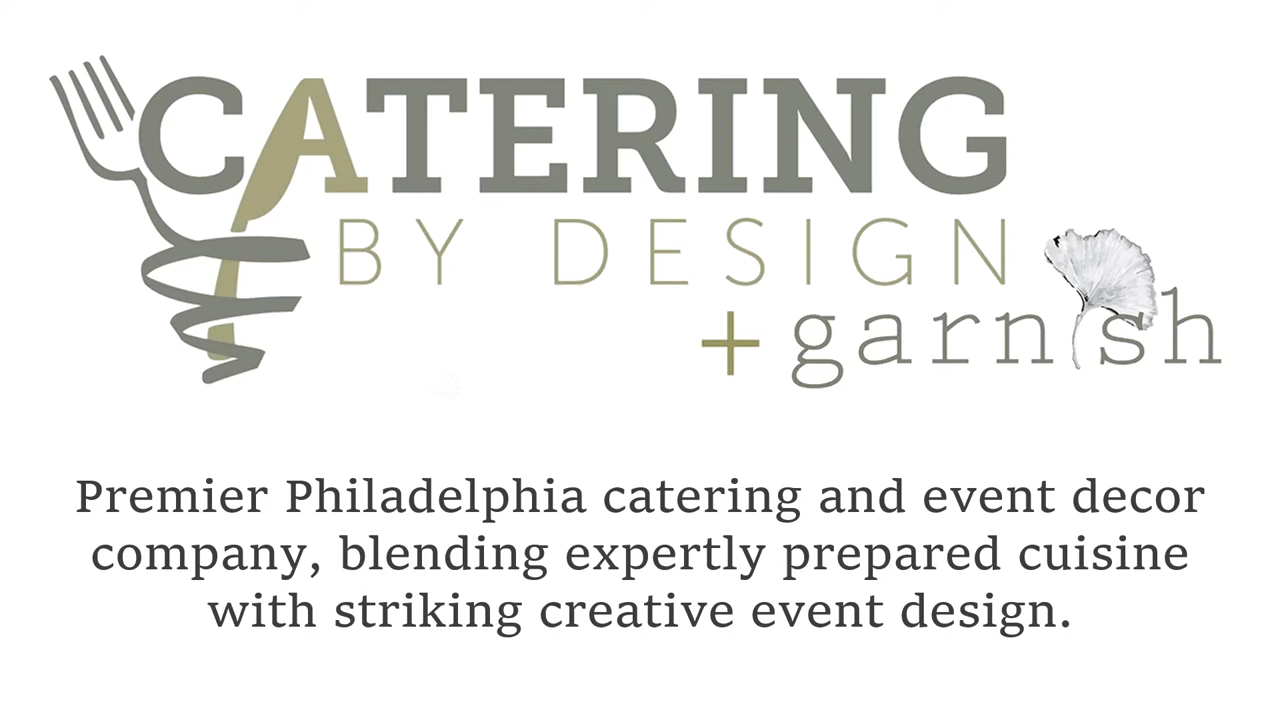 CATERING
BY DESIGN
+ garnish
Premier Philadelphia catering and event decor
company, blending expertly prepared cuisine
with striking creative event design.